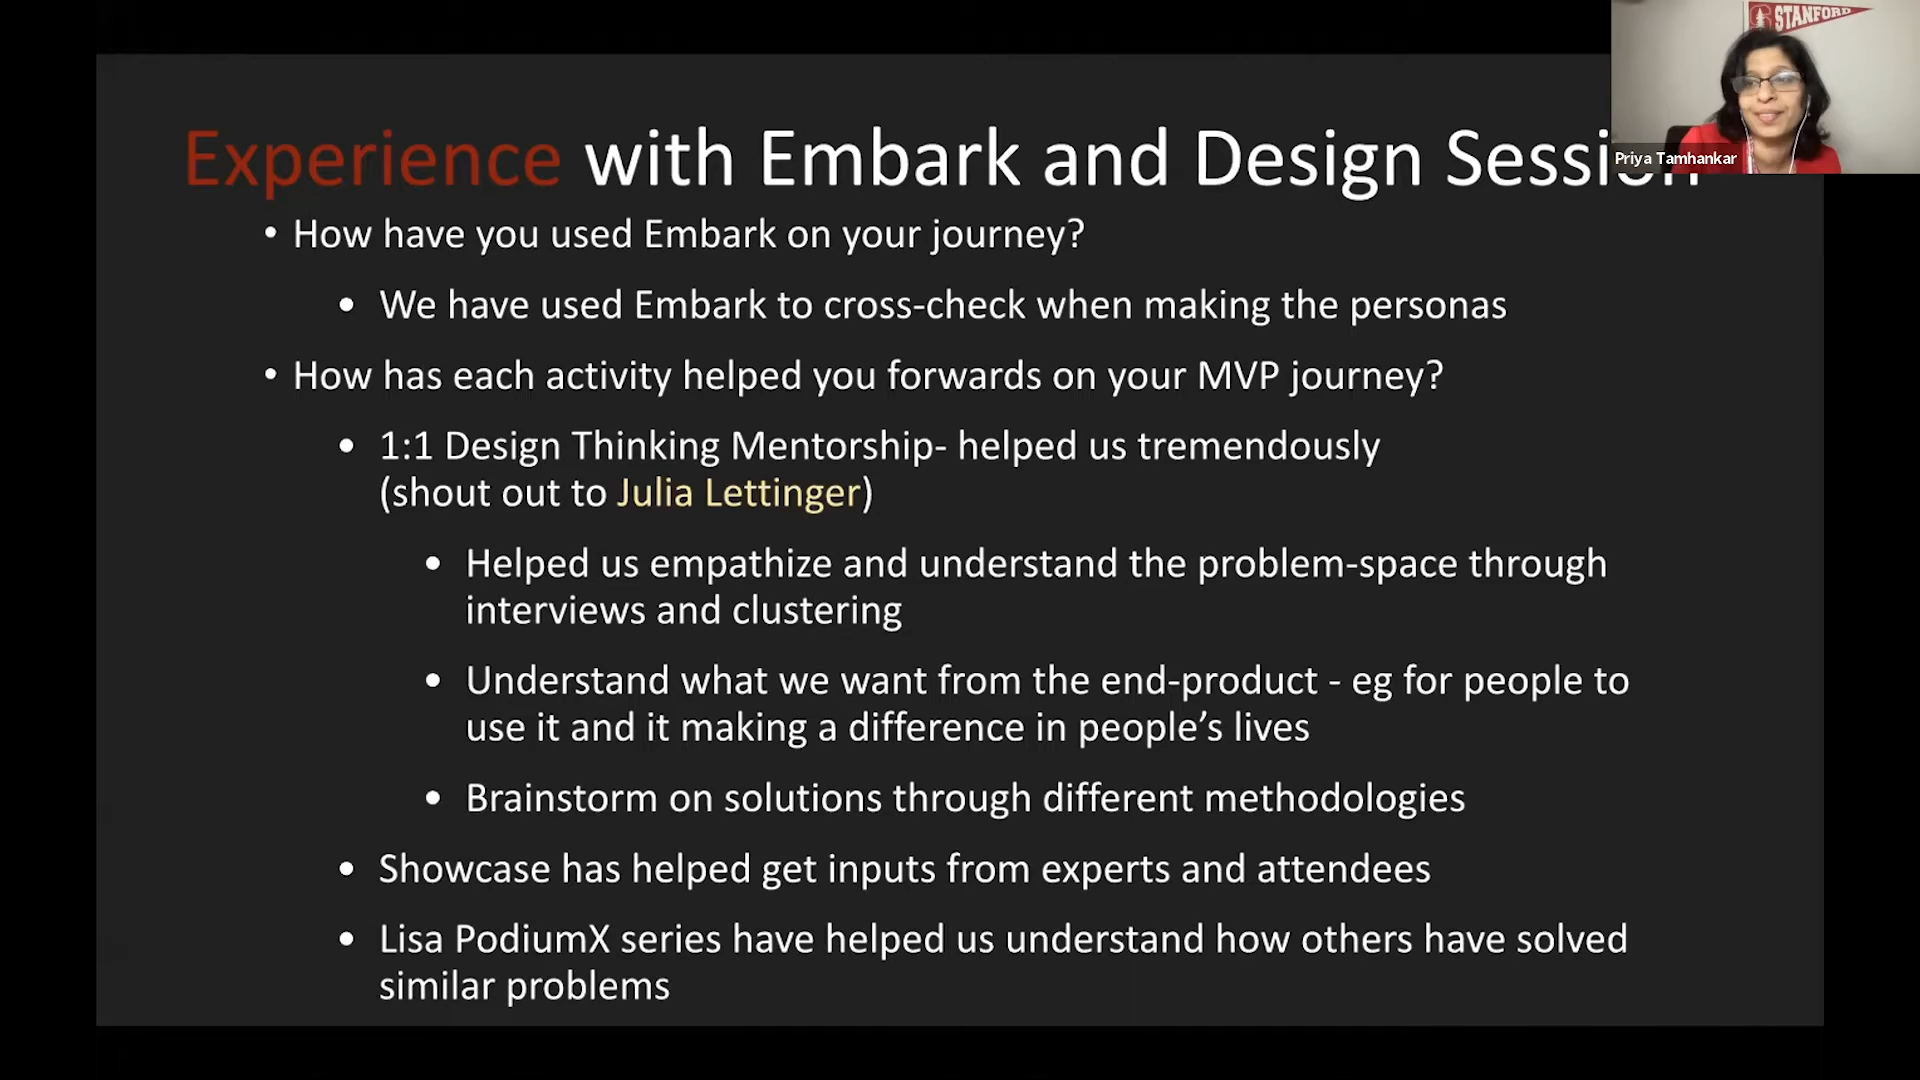 STANFORD
Priya Tamhankar
Experience with Embark and Design Session
• How have you used Embark on your journey?
• We have used Embark to cross-check when making the personas
• How has each activity helped you forwards on your MVP journey?
• 1:1 Design Thinking Mentorship- helped us tremendously
(shout out to Julia Lettinger)
• Helped us empathize and understand the problem-space through
interviews and clustering
• Understand what we want from the end-product - eg for people to
use it and it making a difference in people’s lives
• Brainstorm on solutions through different methodologies
• Showcase has helped get inputs from experts and attendees
• Lisa PodiumX series have helped us understand how others have solved
similar problems